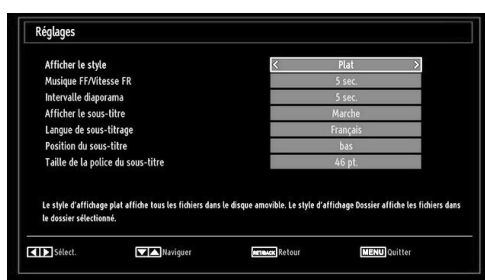 Réglages
Afficher le style < Plat >
Musique FF/Vitesse FR 5 sec.
Intervalle diaporama 5 sec.
Afficher le sous-titre Marche
Langue de sous-titrage Français
Position du sous-titre bas
Taille de la police du sous-titre 46 pt.
Le style d'affichage plat affiche tous les fichiers dans le disque amovible. Le style d'affichage Dossier affiche les fichiers dans
le dossier sélectionné.
Sélect. Naviguer RET/BACK Retour MENU Quitter